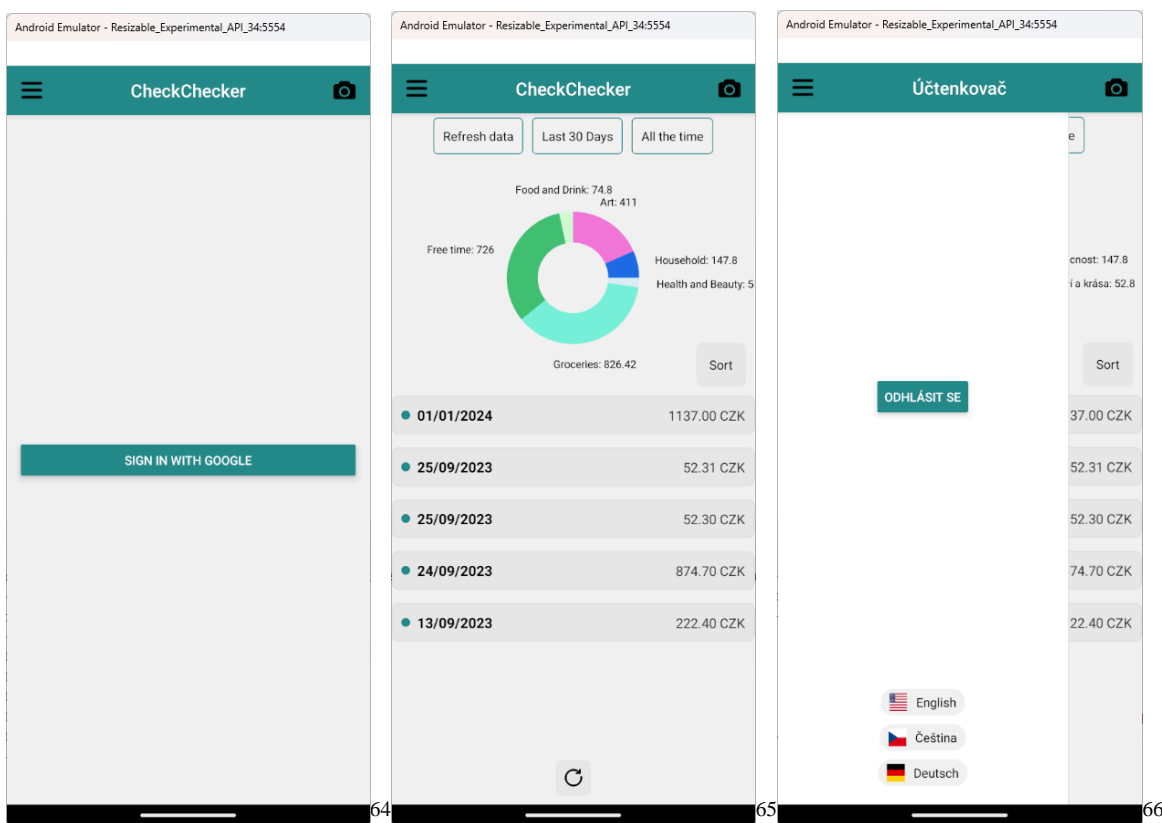 Android Emulator - Resizable_Experimental_API_34:5554
CheckChecker
SIGN IN WITH GOOGLE
64
Android Emulator - Resizable_Experimental_API_34:5554
CheckChecker
Refresh data
Last 30 Days
All the time
Food and Drink: 74.8
Art: 411
Free time: 726
Household: 147.8
Health and Beauty: 5
Groceries: 826.42
Sort
01/01/2024 1137.00 CZK
25/09/2023 52.31 CZK
25/09/2023 52.30 CZK
24/09/2023 874.70 CZK
13/09/2023 222.40 CZK
65
Android Emulator - Resizable_Experimental_API_34:5554
Účtenkovač
e
cnost: 147.8
í a krása: 52.8
Sort
ODHLÁSIT SE
37.00 CZK
52.31 CZK
52.30 CZK
74.70 CZK
22.40 CZK
English
Čeština
Deutsch
66